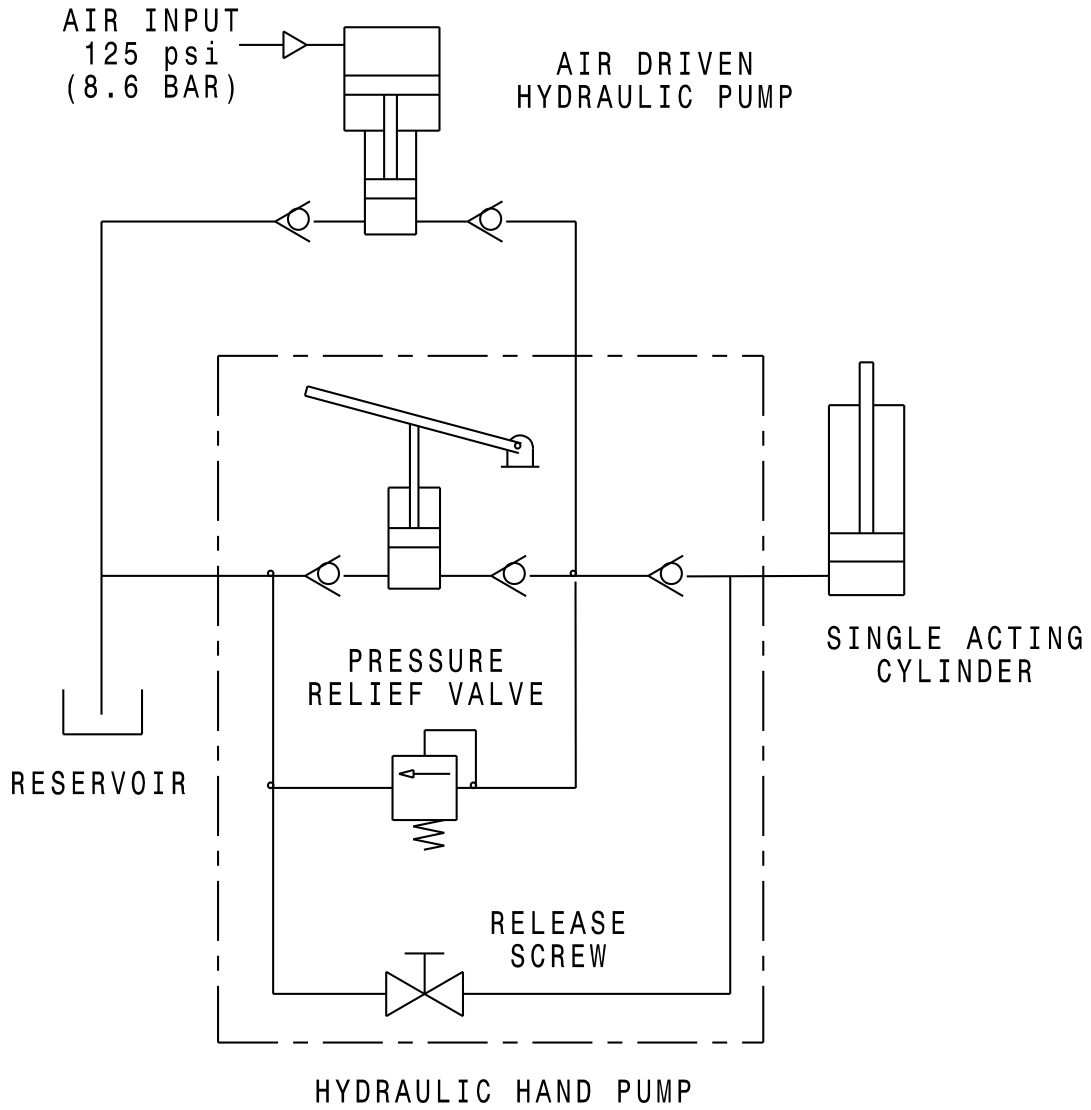 AIR INPUT
125 psi
(8.6 BAR)
AIR DRIVEN
HYDRAULIC PUMP
SINGLE ACTING
CYLINDER
PRESSURE
RELIEF VALVE
RESERVOIR
RELEASE
SCREW
HYDRAULIC HAND PUMP